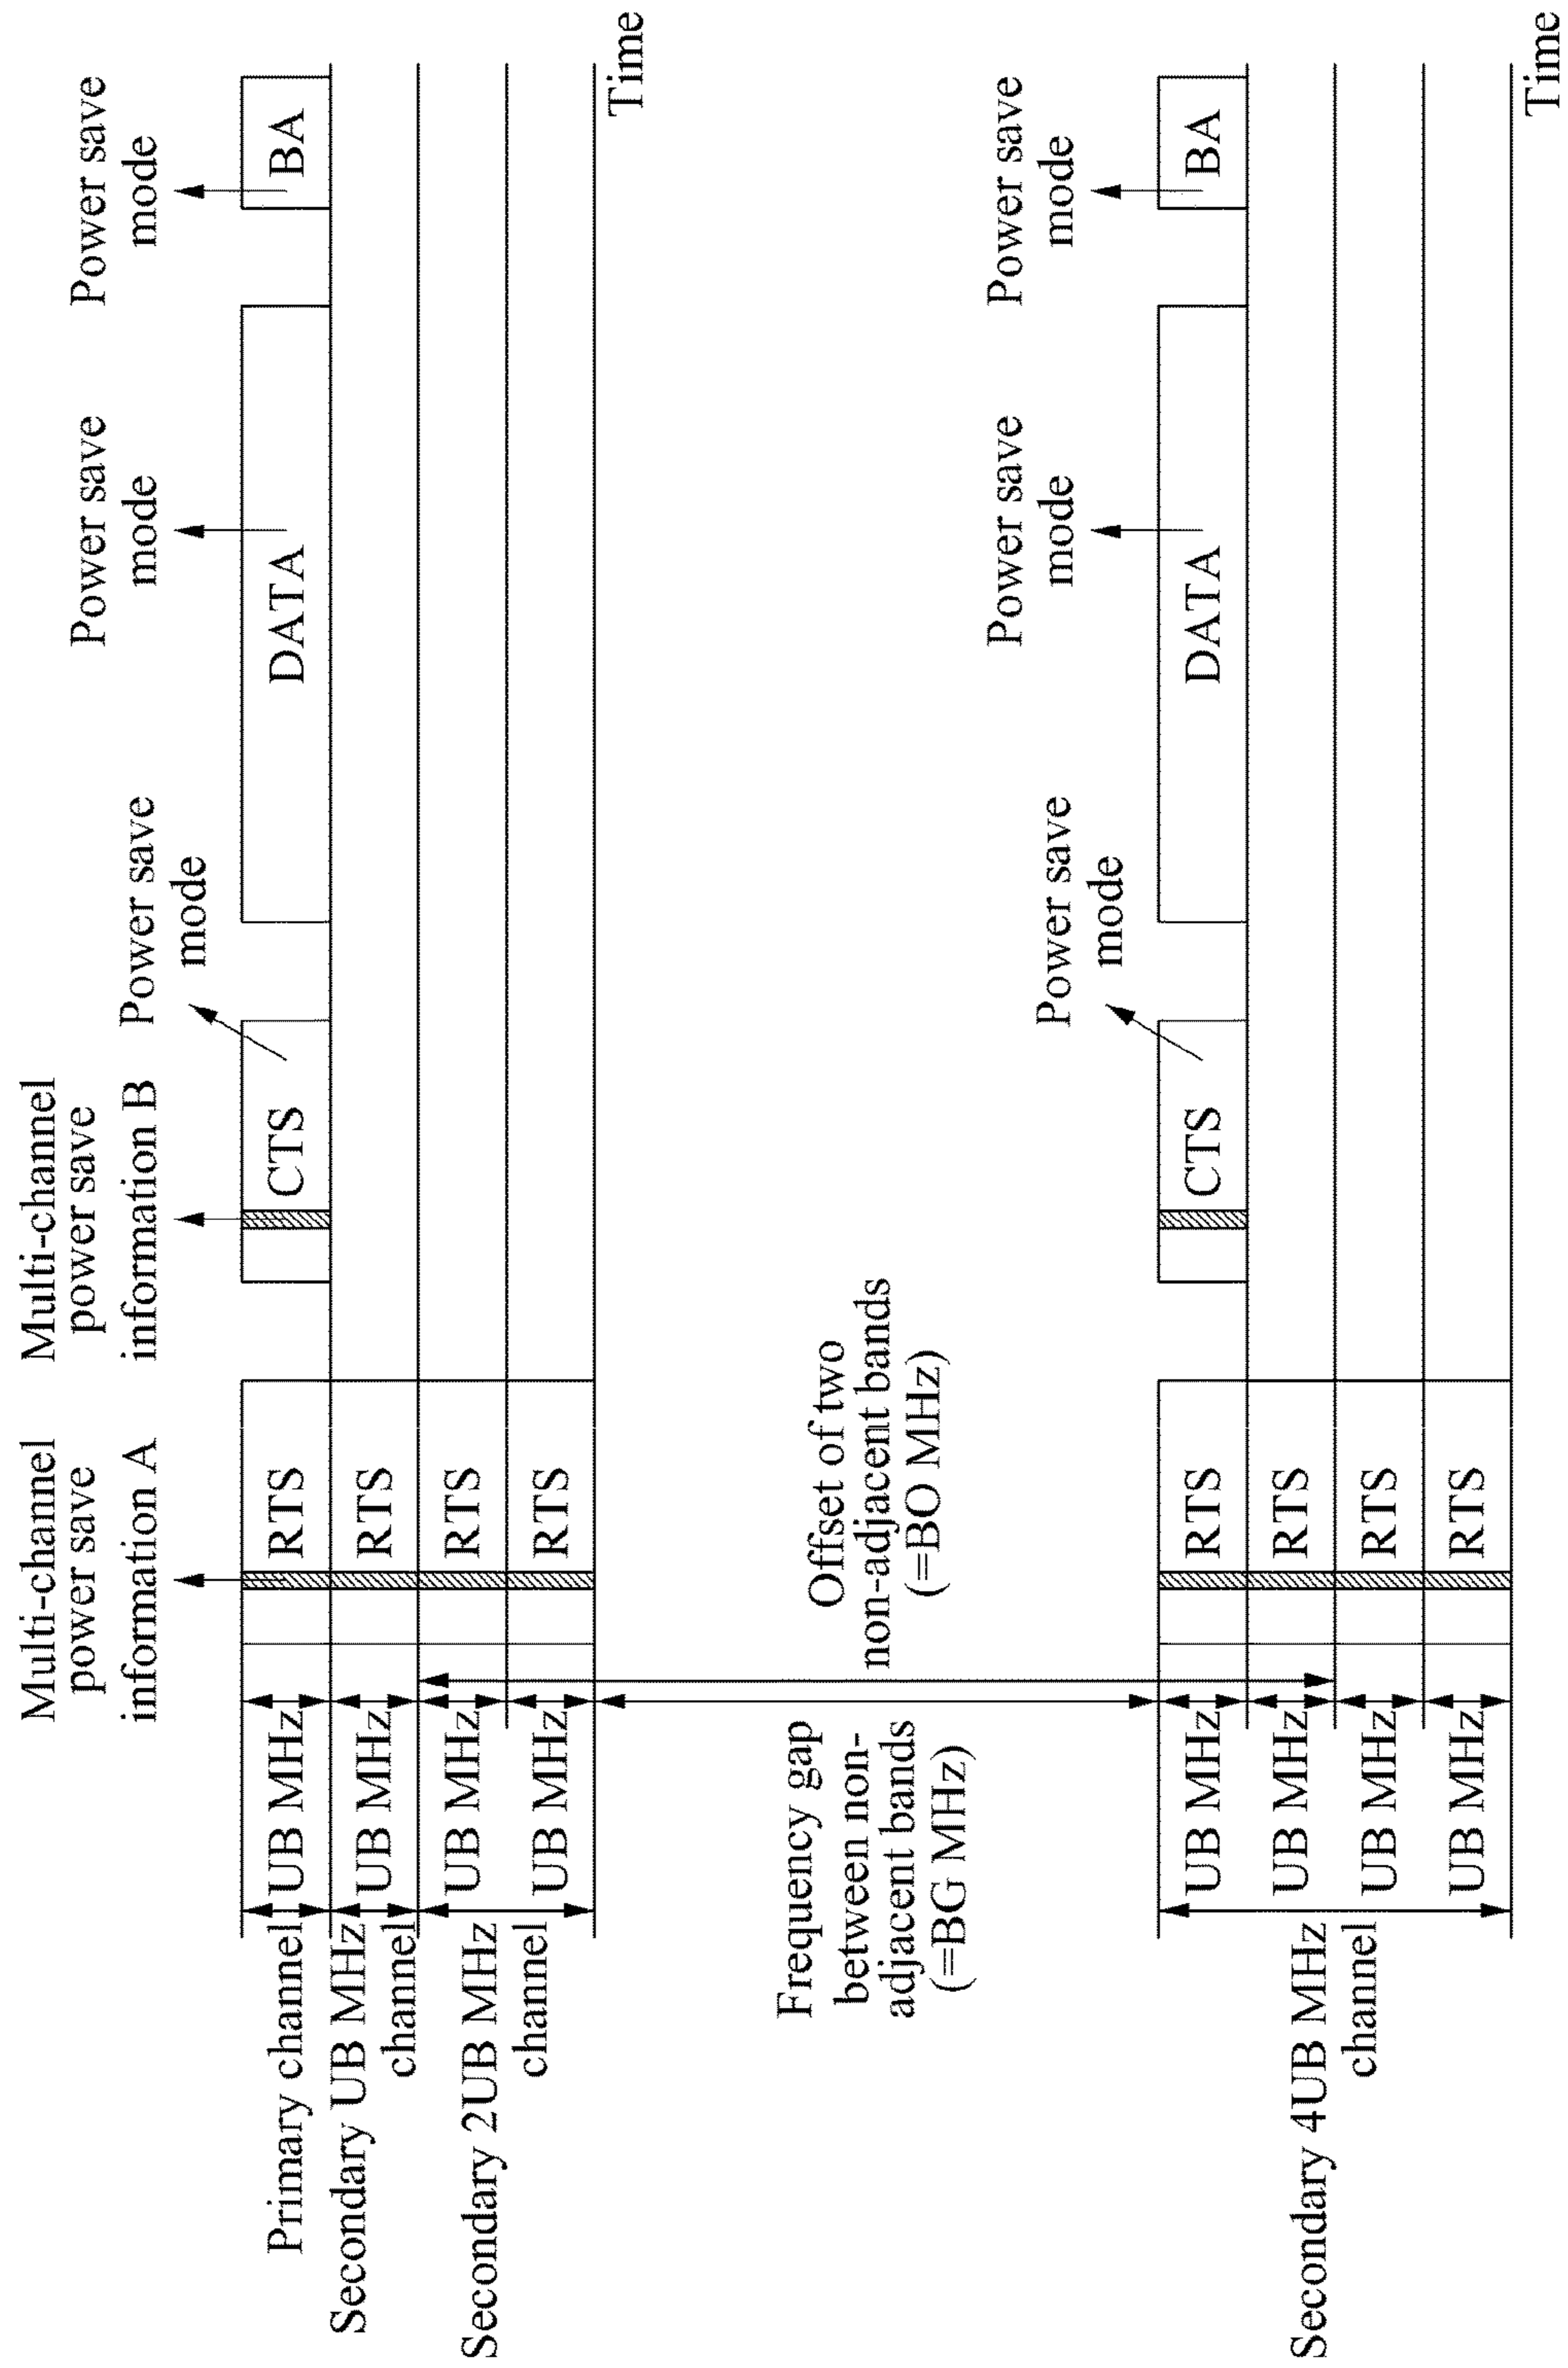 Multi-channel
power save
information A
Multi-channel
power save
information B
Power save
mode
Power save
mode
Power save
mode
Primary channel
UB MHz
RTS
CTS
DATA
BA
Secondary UB MHz
channel
UB MHz
RTS
Secondary 2UB MHz
channel
UB MHz
RTS
UB MHz
RTS
Time
Frequency gap
between non-
adjacent bands
(=BG MHz)
Offset of two
non-adjacent bands
(=BO MHz)
Power save
mode
Power save
mode
Power save
mode
Secondary 4UB MHz
channel
UB MHz
RTS
CTS
DATA
BA
UB MHz
RTS
UB MHz
RTS
UB MHz
RTS
Time